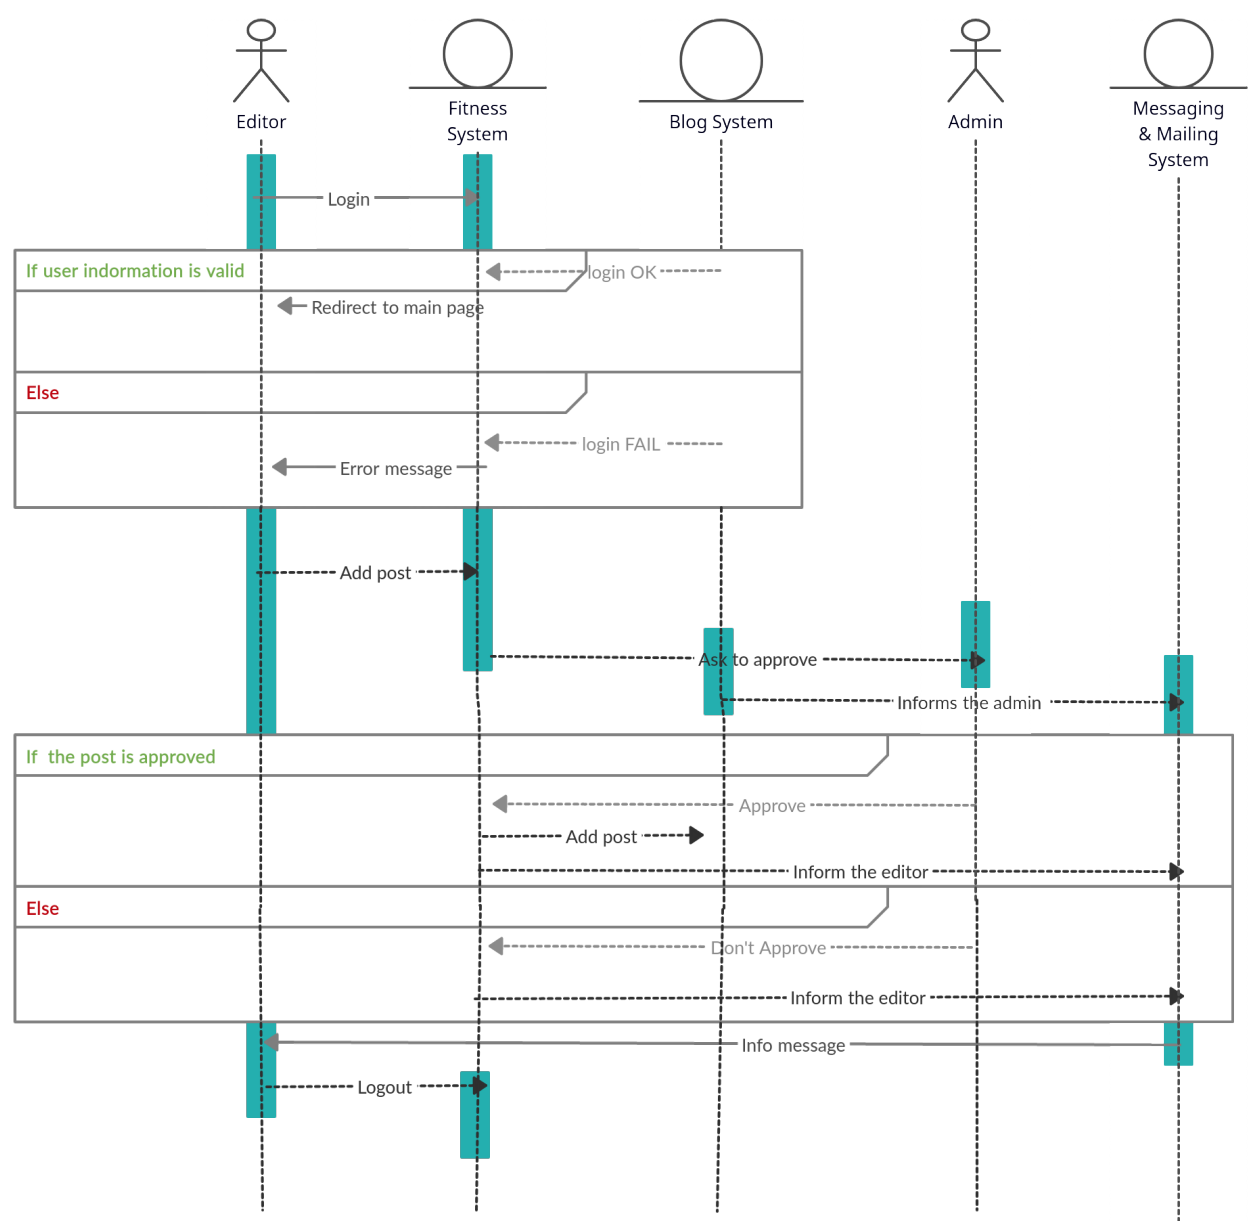 Editor
Fitness
System
Blog System
Admin
Messaging
& Mailing
System
Login
If user indormation is valid
login OK
Redirect to main page
Else
login FAIL
Error message
Add post
Ask to approve
Informs the admin
If the post is approved
Approve
Add post
Inform the editor
Else
Don't Approve
Inform the editor
Info message
Logout